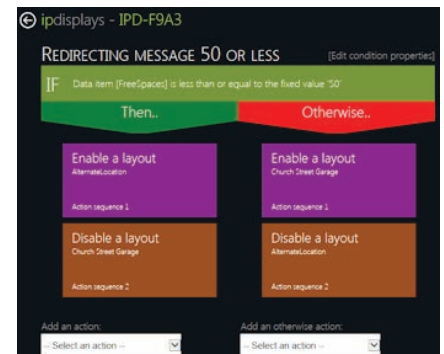 ipdisplays - IPD-F9A3
REDIRECTING MESSAGE 50 OR LESS
[Edit condition properties]
IF Data item [FreeSpaces] is less than or equal to the fixed value '50'
Then..
Otherwise..
Enable a layout
AlternateLocation
Action sequence 1
Enable a layout
Church Street Garage
Action sequence 1
Disable a layout
Church Street Garage
Action sequence 2
Disable a layout
AlternateLocation
Action sequence 2
Add an action:
-- Select an action --
Add an otherwise action:
-- Select an action --